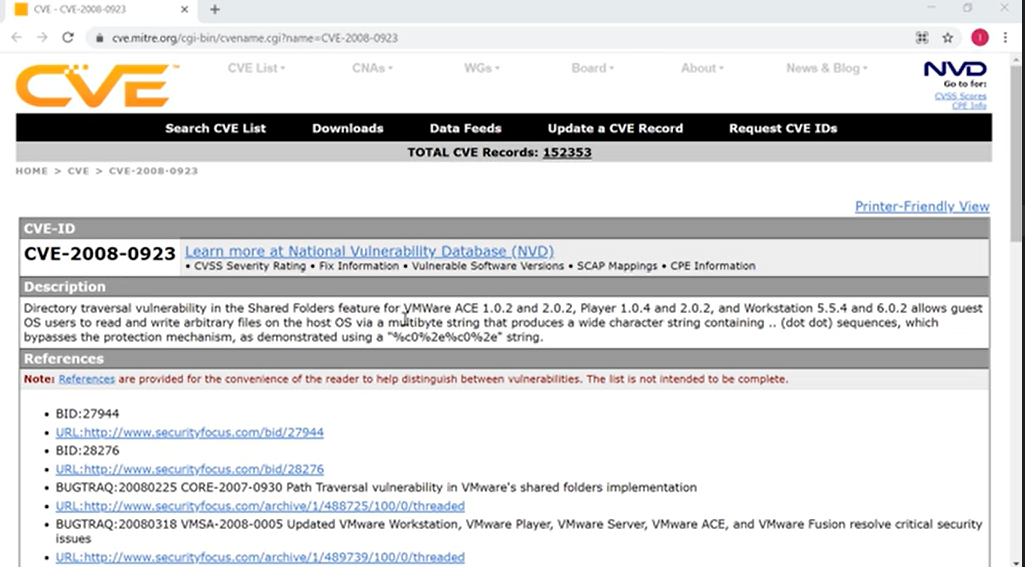 CVE - CVE-2008-0923
cve.mitre.org/cgi-bin/cvename.cgi?name=CVE-2008-0923
CVE
CVE List CNAs WGs Board About News & Blog
NVD
Go to for:
CVSS Scores
CPE Info
Search CVE List Downloads Data Feeds Update a CVE Record Request CVE IDs
TOTAL CVE Records: 152353
HOME > CVE > CVE-2008-0923
Printer-Friendly View
CVE-ID
CVE-2008-0923 Learn more at National Vulnerability Database (NVD)
• CVSS Severity Rating • Fix Information • Vulnerable Software Versions • SCAP Mappings • CPE Information
Description
Directory traversal vulnerability in the Shared Folders feature for VMWare ACE 1.0.2 and 2.0.2, Player 1.0.4 and 2.0.2, and Workstation 5.5.4 and 6.0.2 allows guest
OS users to read and write arbitrary files on the host OS via a multibyte string that produces a wide character string containing .. (dot dot) sequences, which
bypasses the protection mechanism, as demonstrated using a "%c0%2e%c0%2e" string.
References
Note: References are provided for the convenience of the reader to help distinguish between vulnerabilities. The list is not intended to be complete.
• BID:27944
• URL:http://www.securityfocus.com/bid/27944
• BID:28276
• URL:http://www.securityfocus.com/bid/28276
• BUGTRAQ:20080225 CORE-2007-0930 Path Traversal vulnerability in VMware's shared folders implementation
• URL:http://www.securityfocus.com/archive/1/488725/100/0/threaded
• BUGTRAQ:20080318 VMSA-2008-0005 Updated VMware Workstation, VMware Player, VMware Server, VMware ACE, and VMware Fusion resolve critical security
issues
• URL:http://www.securityfocus.com/archive/1/489739/100/0/threaded